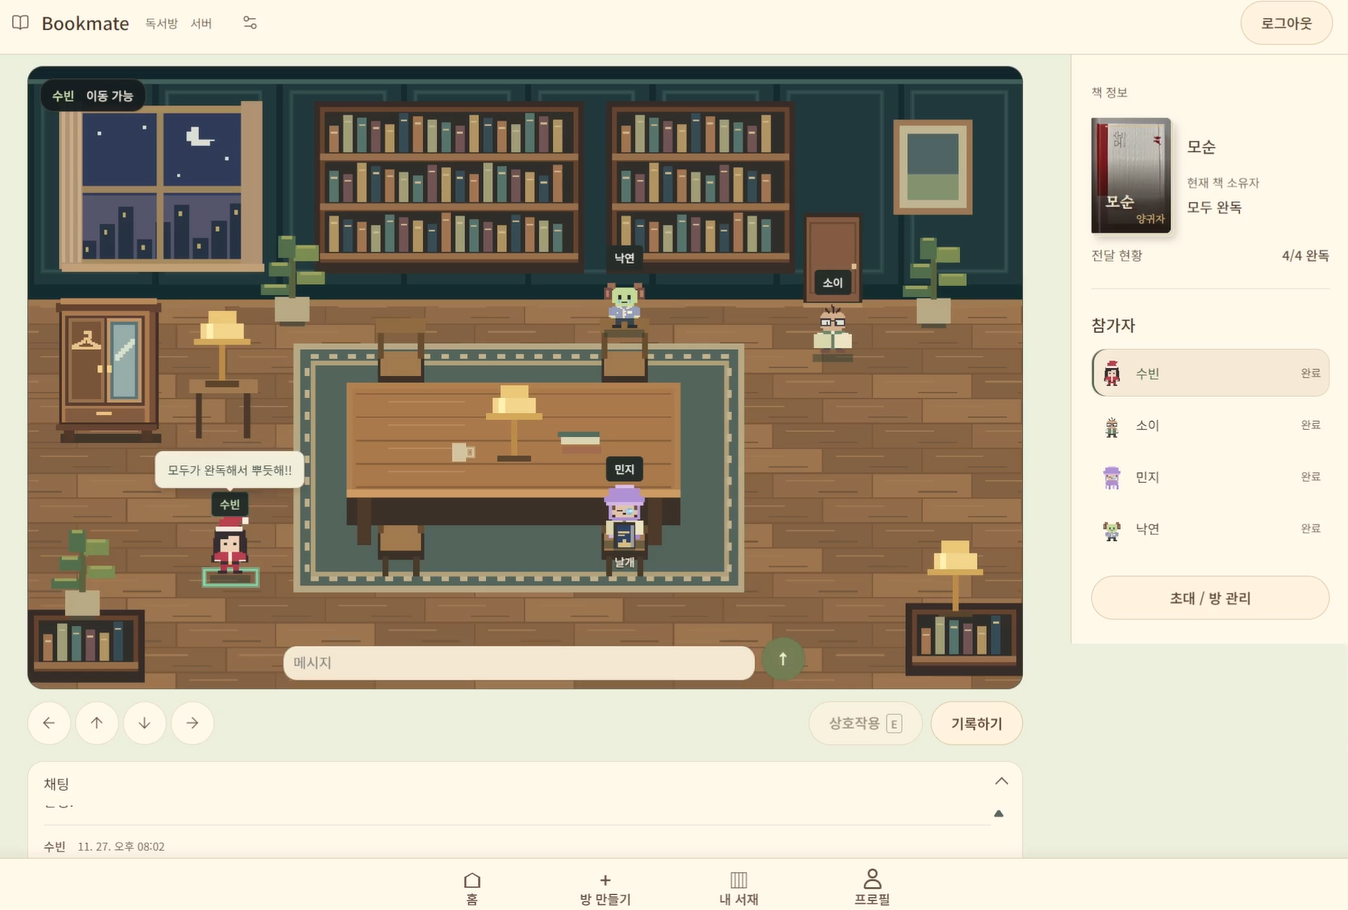 Bookmate 독서방 서버
로그아웃
수빈 이동 가능
낙연
소이
모두가 완독해서 뿌듯해!!
수빈
민지
날개
메시지
상호작용 E
기록하기
채팅
수빈 11. 27. 오후 08:02
책 정보
모순
양귀자
모순
현재 책 소유자
모두 완독
전달 현황 4/4 완독
참가자
수빈 완료
소이 완료
민지 완료
낙연 완료
초대 / 방 관리
홈
방 만들기
내 서재
프로필